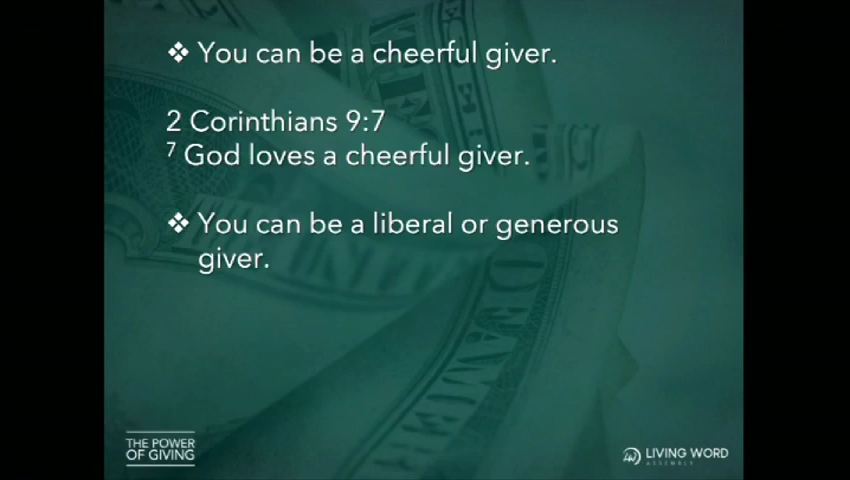 ❖ You can be a cheerful giver.
2 Corinthians 9:7
⁷ God loves a cheerful giver.
❖ You can be a liberal or generous
giver.
THE POWER
OF GIVING
LIVING WORD
ASSEMBLY